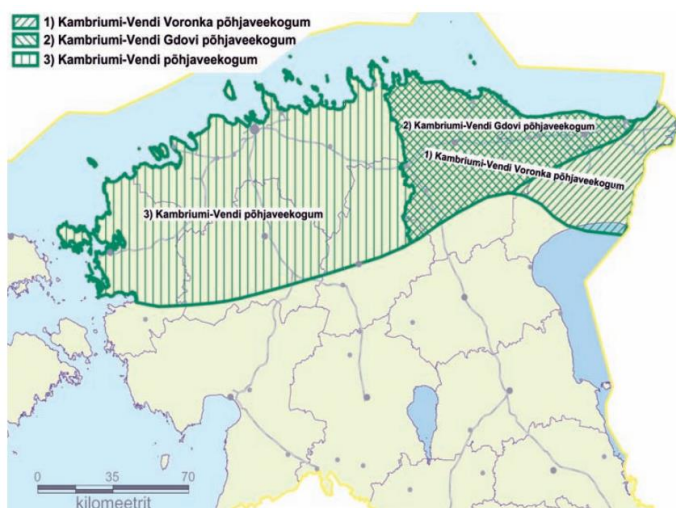 1) Kambriumi-Vendi Voronka põhjaveekogum
2) Kambriumi-Vendi Gdovi põhjaveekogum
3) Kambriumi-Vendi põhjaveekogum
2) Kambriumi-Vendi Gdovi põhjaveekogum
1) Kambriumi-Vendi Voronka põhjaveekogum
3) Kambriumi-Vendi põhjaveekogum
0 35 70
kilomeetrit